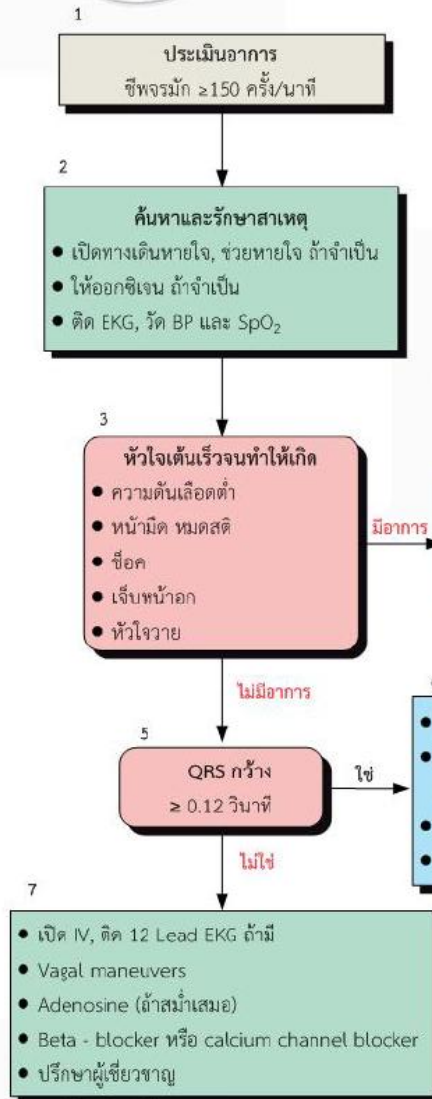 1
ประเมินอาการ
ชีพจรมัก ≥150 ครั้ง/นาที
2
ค้นหาและรักษาสาเหตุ
● เปิดทางเดินหายใจ, ช่วยหายใจ ถ้าจำเป็น
● ให้ออกซิเจน ถ้าจำเป็น
● ติด EKG, วัด BP และ SpO₂
3
หัวใจเต้นเร็วจนทำให้เกิด
● ความดันเลือดต่ำ
● หน้ามืด หมดสติ
● ช็อค
● เจ็บหน้าอก
● หัวใจวาย
มีอาการ
ไม่มีอาการ
5
QRS กว้าง
≥ 0.12 วินาที
ใช่
ไม่ใช่
7
● เปิด IV, ติด 12 Lead EKG ถ้ามี
● Vagal maneuvers
● Adenosine (ถ้าสม่ำเสมอ)
● Beta - blocker หรือ calcium channel blocker
● ปรึกษาผู้เชี่ยวชาญ